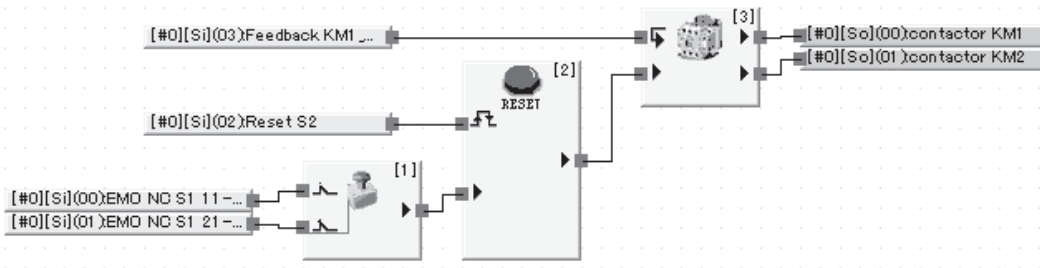 [3]
[#0][Si](03):Feedback KM1_...
[#0][So](00):contactor KM1
[#0][So](01):contactor KM2
[2]
RESET
[#0][Si](02):Reset S2
[1]
[#0][Si](00):EMO NC S1 11-...
[#0][Si](01):EMO NC S1 21-...